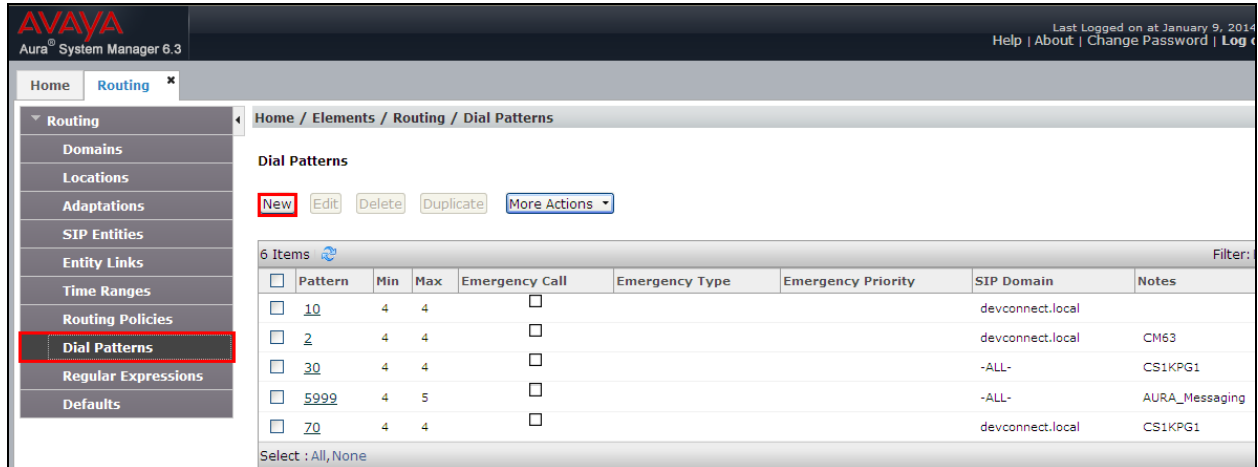 AVAYA
Aura® System Manager 6.3
Last Logged on at January 9, 2014
Help | About | Change Password | Log
Home Routing ×
Routing
Domains
Locations
Adaptations
SIP Entities
Entity Links
Time Ranges
Routing Policies
Dial Patterns
Regular Expressions
Defaults
Home / Elements / Routing / Dial Patterns
Dial Patterns
New Edit Delete Duplicate More Actions
6 Items Filter:
Pattern Min Max Emergency Call Emergency Type Emergency Priority SIP Domain Notes
10 4 4 devconnect.local
2 4 4 devconnect.local CM63
30 4 4 -ALL- CS1KPG1
5999 4 5 -ALL- AURA_Messaging
70 4 4 devconnect.local CS1KPG1
Select : All, None